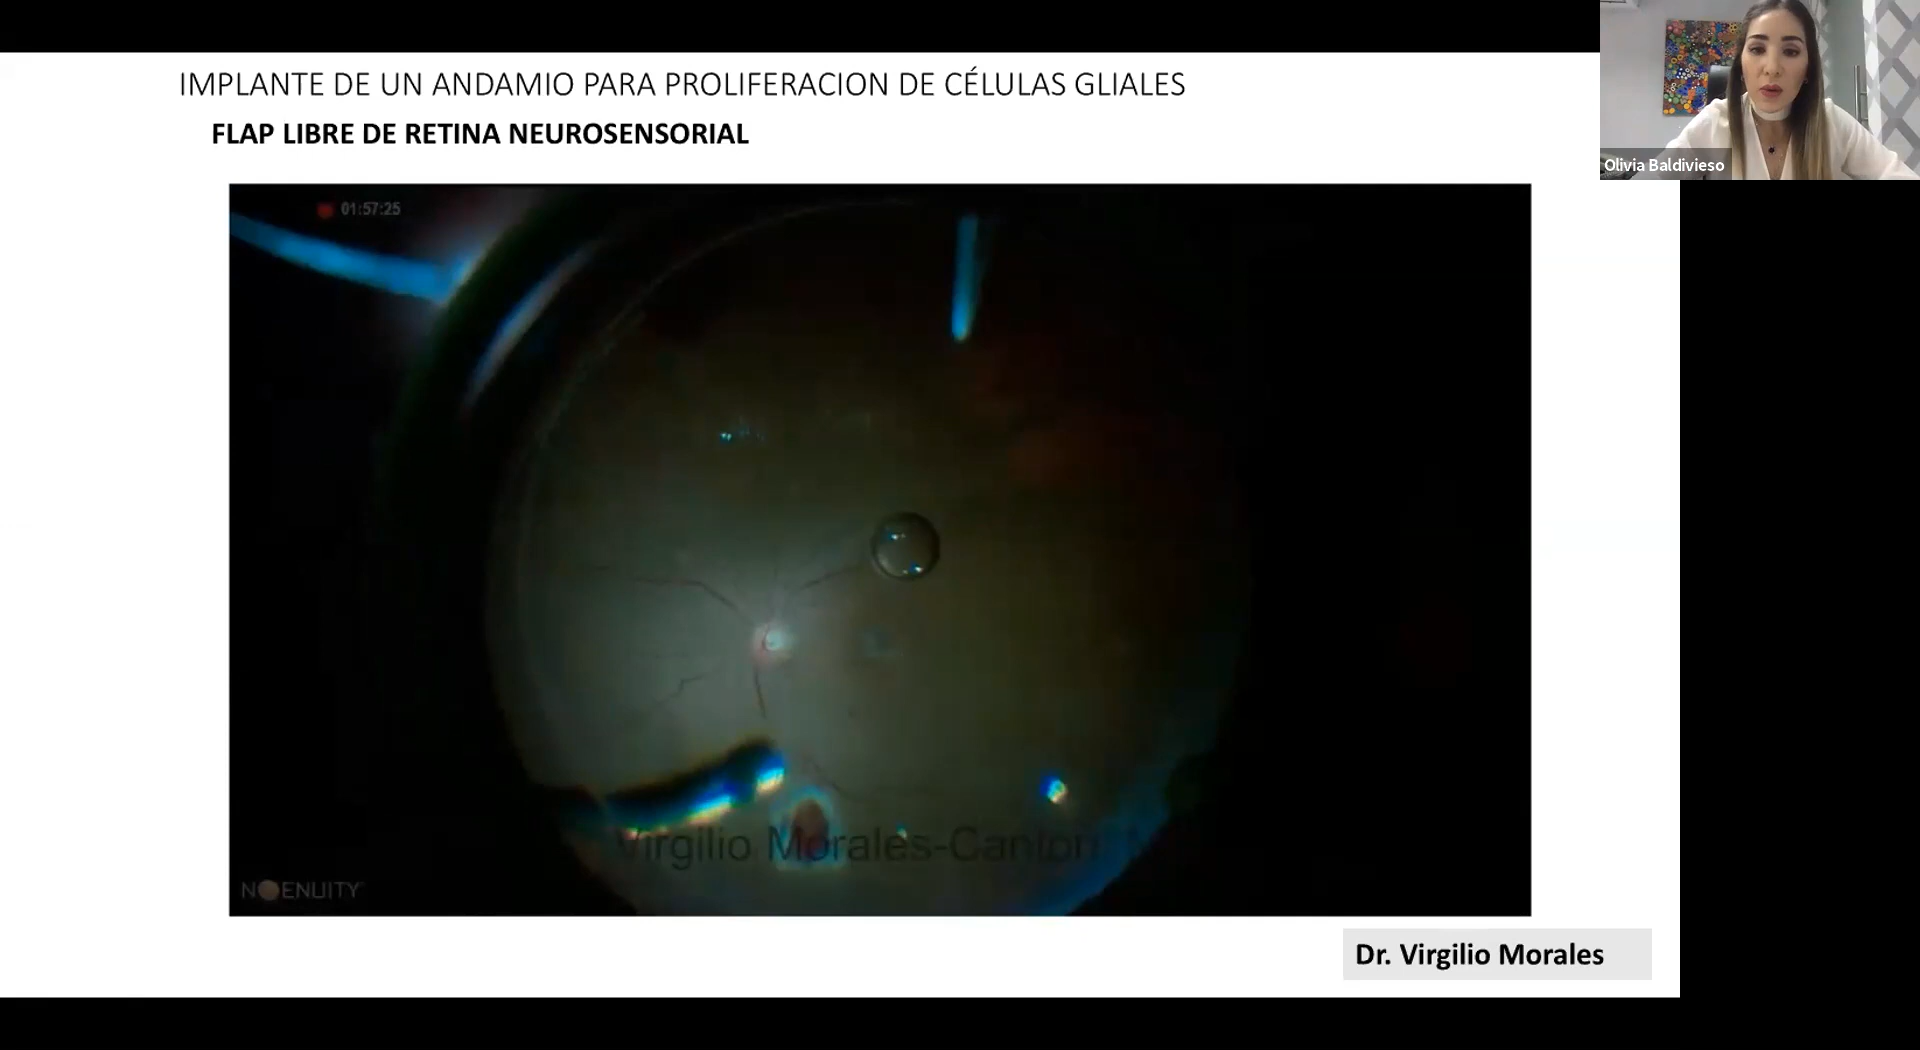 IMPLANTE DE UN ANDAMIO PARA PROLIFERACION DE CÉLULAS GLIALES
FLAP LIBRE DE RETINA NEUROSENSORIAL
Olivia Baldivieso
01:57:25
Virgilio Morales-Canton
NGENUITY
Dr. Virgilio Morales